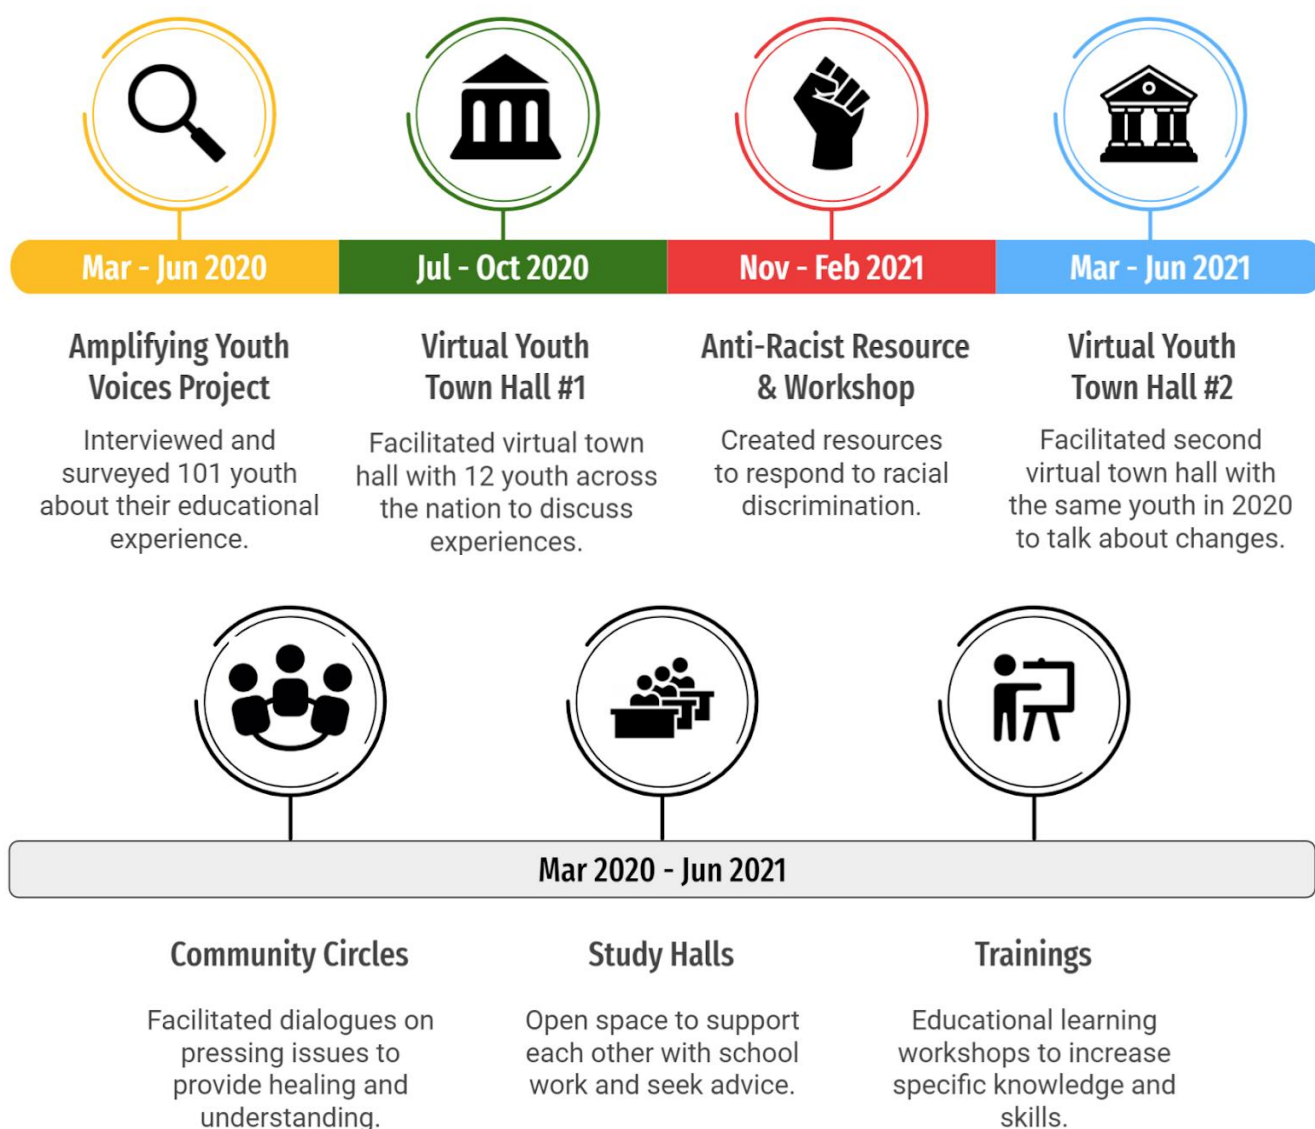 Mar - Jun 2020
Jul - Oct 2020
Nov - Feb 2021
Mar - Jun 2021
Amplifying Youth
Voices Project
Interviewed and
surveyed 101 youth
about their educational
experience.
Virtual Youth
Town Hall #1
Facilitated virtual town
hall with 12 youth across
the nation to discuss
experiences.
Anti-Racist Resource
& Workshop
Created resources
to respond to racial
discrimination.
Virtual Youth
Town Hall #2
Facilitated second
virtual town hall with
the same youth in 2020
to talk about changes.
Mar 2020 - Jun 2021
Community Circles
Facilitated dialogues on
pressing issues to
provide healing and
understanding.
Study Halls
Open space to support
each other with school
work and seek advice.
Trainings
Educational learning
workshops to increase
specific knowledge and
skills.